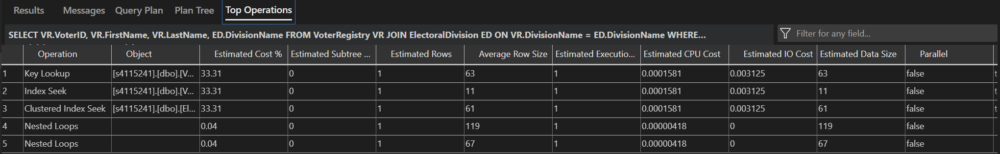 Results Messages Query Plan Plan Tree Top Operations
SELECT VR.VoterID, VR.FirstName, VR.LastName, ED.DivisionName FROM VoterRegistry VR JOIN ElectoralDivision ED ON VR.DivisionName = ED.DivisionName WHERE... Filter for any field...
Operation Object Estimated Cost % Estimated Subtree ... Estimated Rows Average Row Size Estimated Executio... Estimated CPU Cost Estimated IO Cost Estimated Data Size Parallel
1 Key Lookup [s4115241].[dbo].[V... 33.31 0 1 63 1 0.0001581 0.003125 63 false t
2 Index Seek [s4115241].[dbo].[V... 33.31 0 1 11 1 0.0001581 0.003125 11 false t
3 Clustered Index Seek [s4115241].[dbo].[El... 33.31 0 1 61 1 0.0001581 0.003125 61 false t
4 Nested Loops 0.04 0 1 119 1 0.00000418 0 119 false
5 Nested Loops 0.04 0 1 67 1 0.00000418 0 67 false